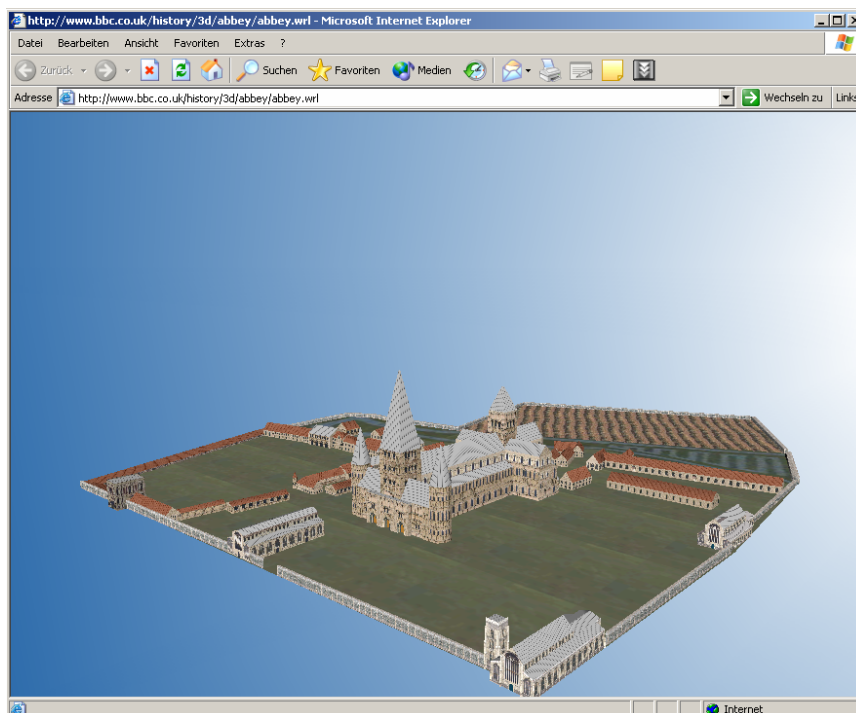 http://www.bbc.co.uk/history/3d/abbey/abbey.wrl - Microsoft Internet Explorer
Datei Bearbeiten Ansicht Favoriten Extras ?
Zurück Suchen Favoriten Medien
Adresse http://www.bbc.co.uk/history/3d/abbey/abbey.wrl Wechseln zu Links
Internet